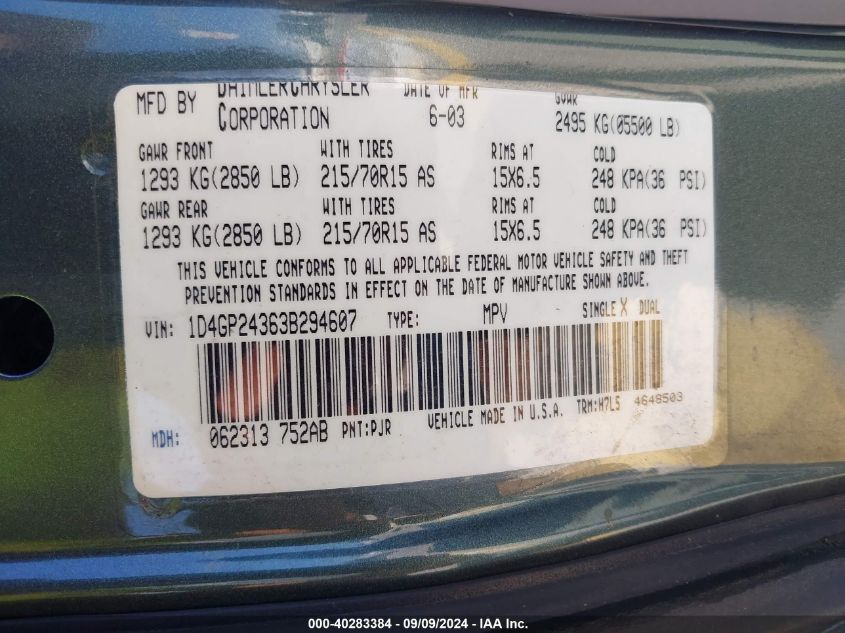 MFD BY DAIMLERCHRYSLER CORPORATION DATE OF MFR 6-03 GVWR 2495 KG(05500 LB)
GAWR FRONT WITH TIRES RIMS AT COLD
1293 KG(2850 LB) 215/70R15 AS 15X6.5 248 KPA(36 PSI)
GAWR REAR WITH TIRES RIMS AT COLD
1293 KG(2850 LB) 215/70R15 AS 15X6.5 248 KPA(36 PSI)
THIS VEHICLE CONFORMS TO ALL APPLICABLE FEDERAL MOTOR VEHICLE SAFETY AND THEFT
PREVENTION STANDARDS IN EFFECT ON THE DATE OF MANUFACTURE SHOWN ABOVE.
VIN: 1D4GP24363B294607 TYPE: MPV SINGLE X DUAL
MDH: 062313 752AB PNT:PJR VEHICLE MADE IN U.S.A. TRM:H7L5 4648503
000-40283384 - 09/09/2024 - IAA Inc.